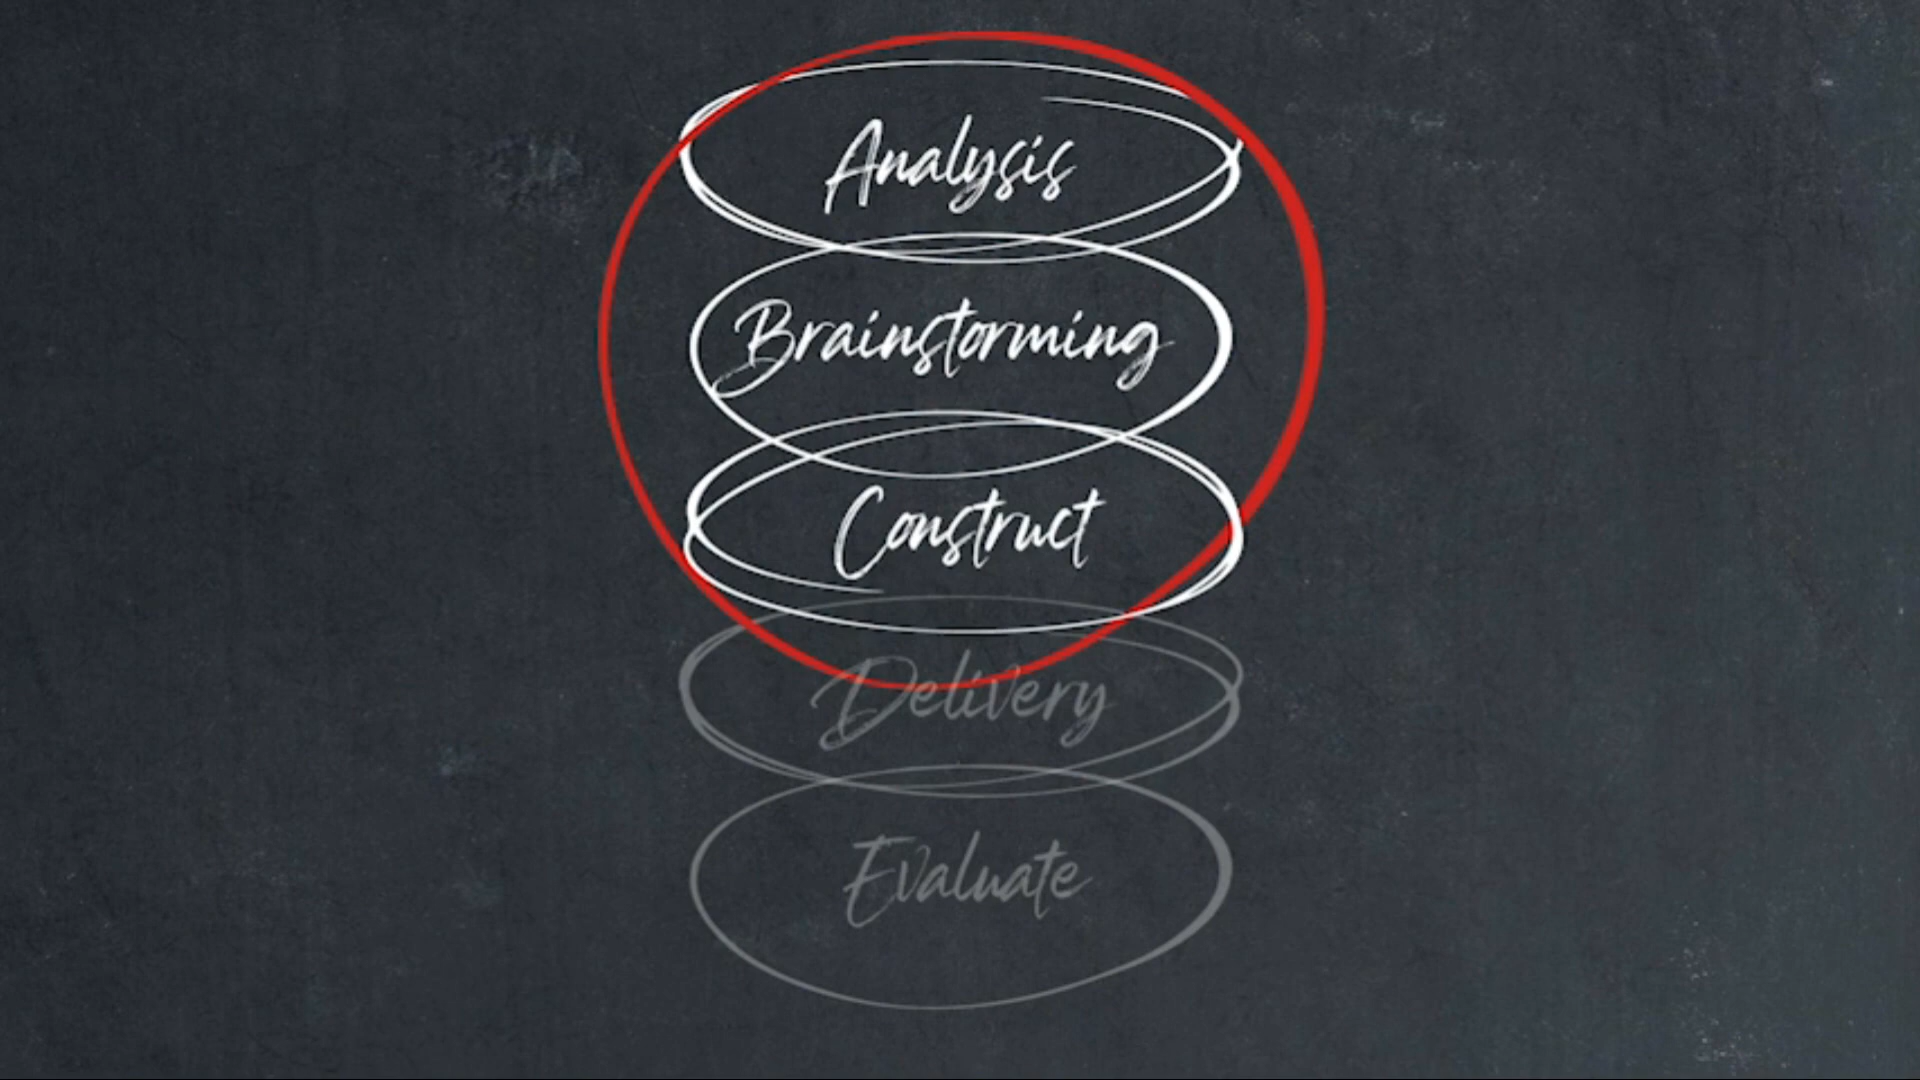 Analysis
Brainstorming
Construct
Delivery
Evaluate